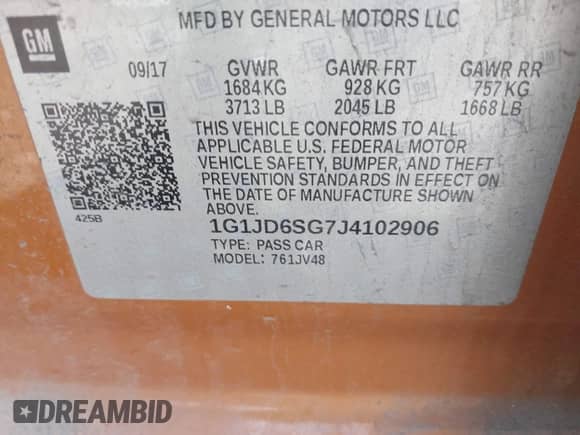 MFD BY GENERAL MOTORS LLC
GM
09/17 GVWR GAWR FRT GAWR RR
1684 KG 928 KG 757 KG
3713 LB 2045 LB 1668 LB
THIS VEHICLE CONFORMS TO ALL
APPLICABLE U.S. FEDERAL MOTOR
VEHICLE SAFETY, BUMPER, AND THEFT
PREVENTION STANDARDS IN EFFECT ON
THE DATE OF MANUFACTURE SHOWN
ABOVE.
425B
1G1JD6SG7J4102906
TYPE: PASS CAR
MODEL: 761JV48
DREAMBID